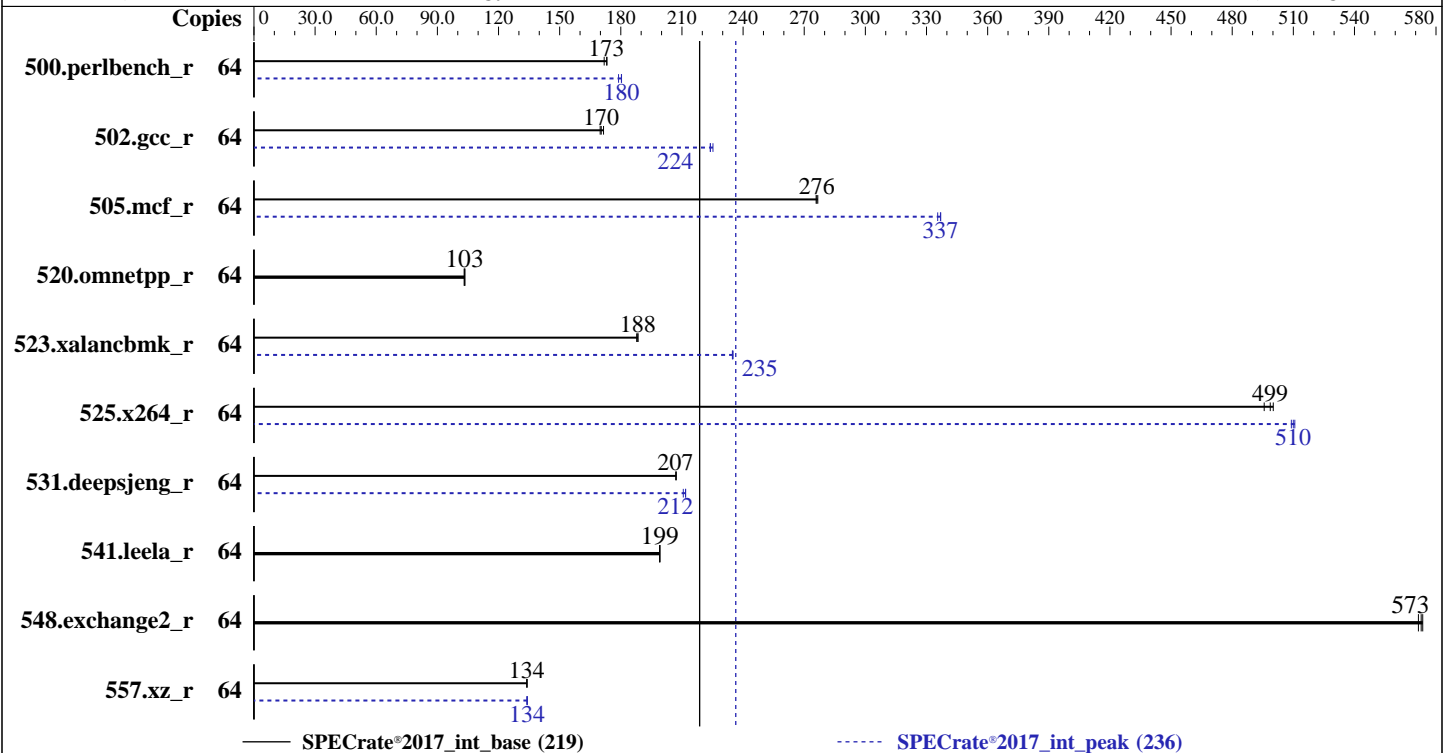 Copies 0 30.0 60.0 90.0 120 150 180 210 240 270 300 330 360 390 420 450 480 510 540 580
500.perlbench_r 64 173
180
502.gcc_r 64 170
224
505.mcf_r 64 276
337
520.omnetpp_r 64 103
523.xalancbmk_r 64 188
235
525.x264_r 64 499
510
531.deepsjeng_r 64 207
212
541.leela_r 64 199
548.exchange2_r 64 573
557.xz_r 64 134
134
SPECrate®2017_int_base (219) SPECrate®2017_int_peak (236)